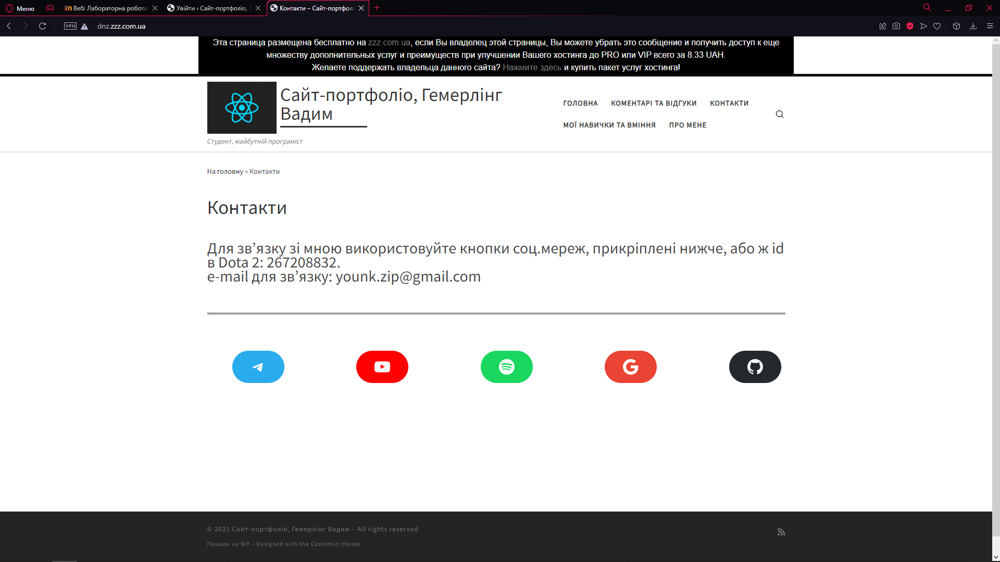 Меню
Веб: Лабораторна робота
Увійти ‹ Сайт-портфоліо,
Контакти – Сайт-портфолі
VPN
dnz.zzz.com.ua
Эта страница размещена бесплатно на zzz.com.ua, если Вы владелец этой страницы, Вы можете убрать это сообщение и получить доступ к еще
множеству дополнительных услуг и преимуществ при улучшении Вашего хостинга до PRO или VIP всего за 8.33 UAH.
Желаете поддержать владельца данного сайта? Нажмите здесь и купить пакет услуг хостинга!
Сайт-портфоліо, Гемерлінг
Вадим
Студент, майбутній програміст
ГОЛОВНА КОМЕНТАРІ ТА ВІДГУКИ КОНТАКТИ
МОЇ НАВИЧКИ ТА ВМІННЯ ПРО МЕНЕ
На головну » Контакти
Контакти
Для зв’язку зі мною використовуйте кнопки соц.мереж, прикріплені нижче, або ж id
в Dota 2: 267208832.
e-mail для зв’язку: younk.zip@gmail.com
© 2021 Сайт-портфоліо, Гемерлінг Вадим – All rights reserved
Працює на WP – Designed with the Customizr theme